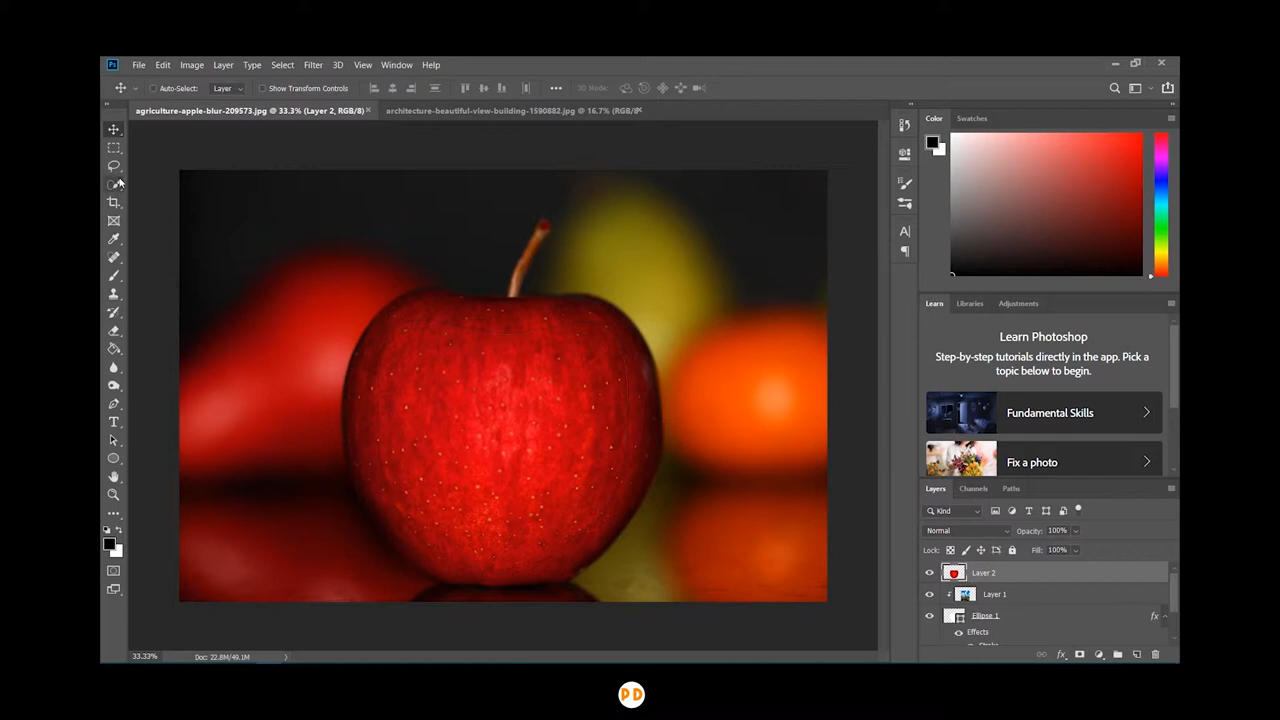 Ps File Edit Image Layer Type Select Filter 3D View Window Help
Auto-Select: Layer Show Transform Controls 3D Mode:
agriculture-apple-blur-209573.jpg @ 33.3% (Layer 2, RGB/8) architecture-beautiful-view-building-1590882.jpg @ 16.7% (RGB/8
Color Swatches
Learn Libraries Adjustments
Learn Photoshop
Step-by-step tutorials directly in the app. Pick a
topic below to begin.
Fundamental Skills
Fix a photo
Layers Channels Paths
Kind
Normal Opacity: 100%
Lock: Fill: 100%
Layer 2
Layer 1
Ellipse 1 fx
Effects
33.33% Doc: 22.8M/49.1M
PD